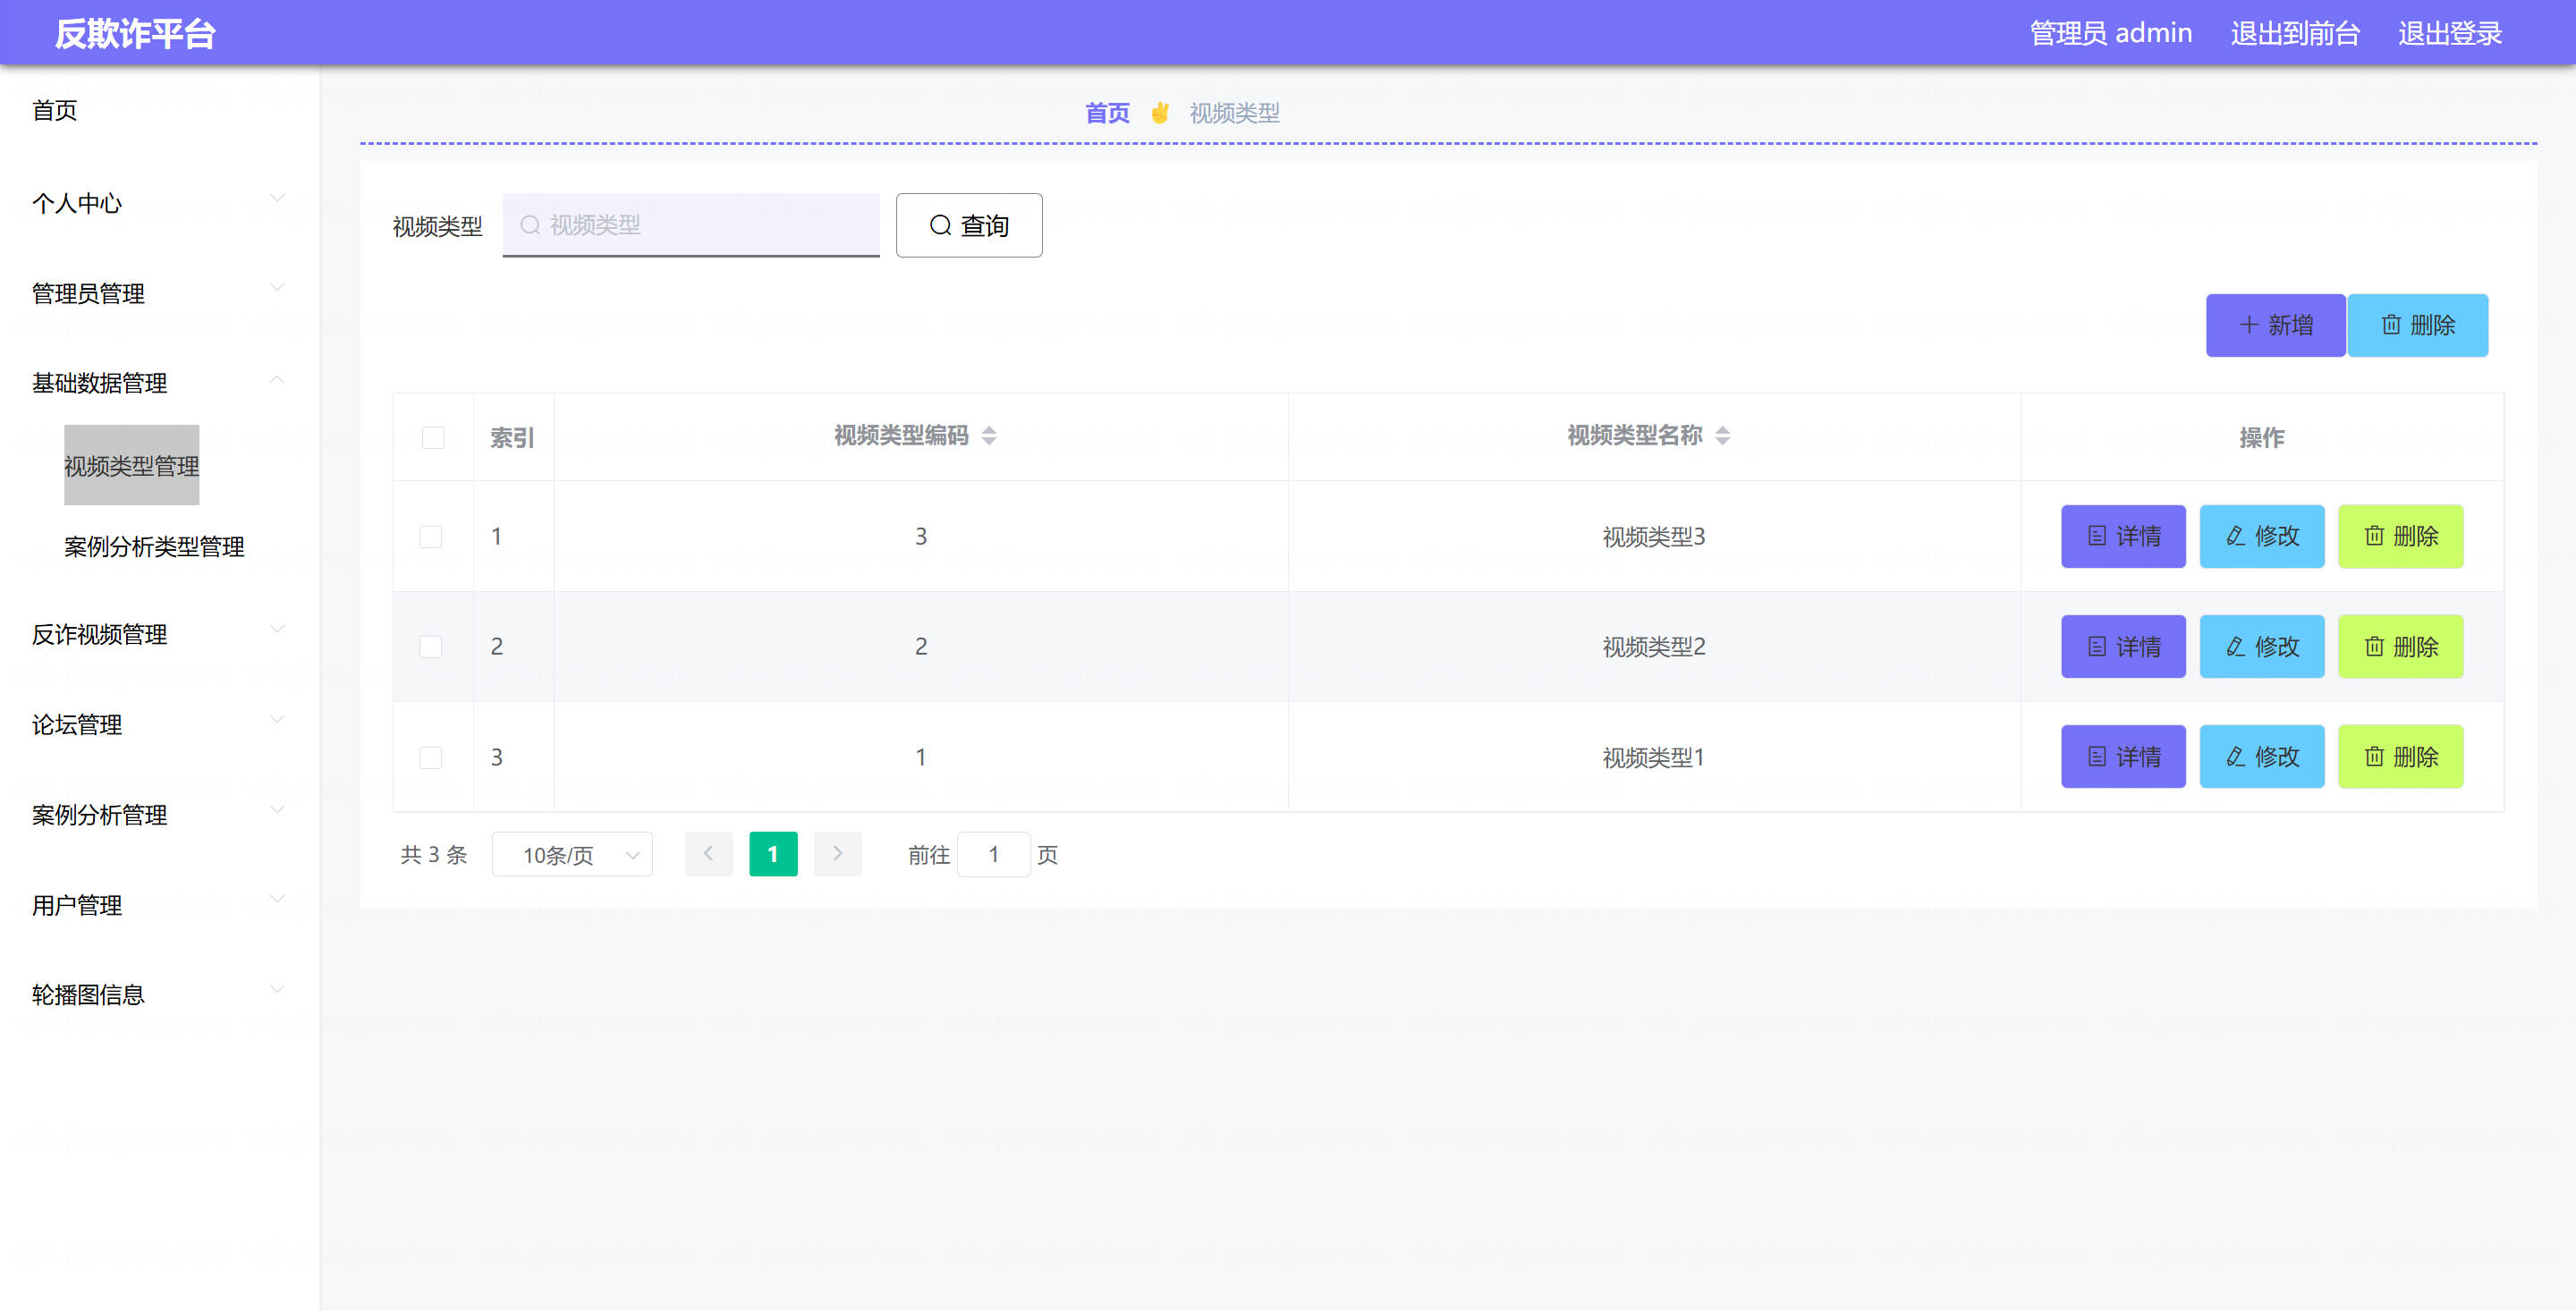 反欺诈平台
管理员 admin 退出到前台 退出登录
首页
个人中心
管理员管理
基础数据管理
视频类型管理
案例分析类型管理
反诈视频管理
论坛管理
案例分析管理
用户管理
轮播图信息
首页 视频类型
视频类型 视频类型 查询
新增 删除
索引 视频类型编码 视频类型名称 操作
1 3 视频类型3 详情 修改 删除
2 2 视频类型2 详情 修改 删除
3 1 视频类型1 详情 修改 删除
共 3 条 10条/页 1 前往 1 页